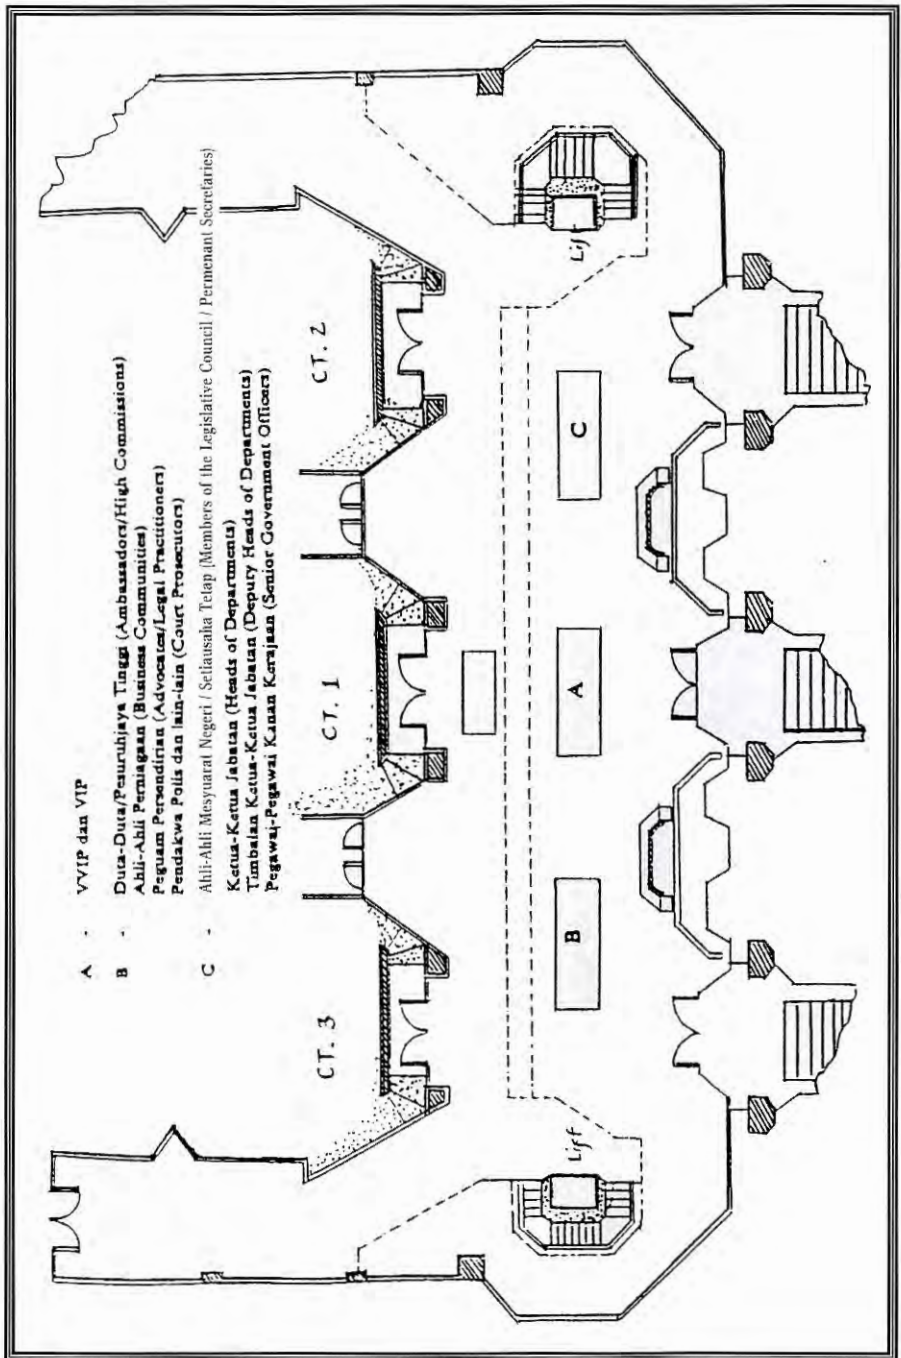 A - VVIP dan VIP
B - Duta-Duta/Pesuruhjaya Tinggi (Ambassadors/High Commissions)
Ahli-Ahli Perniagaan (Business Communities)
Peguam Persendirian (Advocates/Legal Practitioners)
Pendakwa Polis dan lain-lain (Court Prosecutors)
C - Ahli-Ahli Mesyuarat Negeri / Setiausaha Tetap (Members of the Legislative Council / Permenant Secretaries)
Ketua-Ketua Jabatan (Heads of Departments)
Timbalan Ketua-Ketua Jabatan (Depury Heads of Departments)
Pegawai-Pegawai Kanan Kerajaan (Senior Government Officers)
CT. 3
CT. 1
CT. 2
B
A
C
Lift
Lift